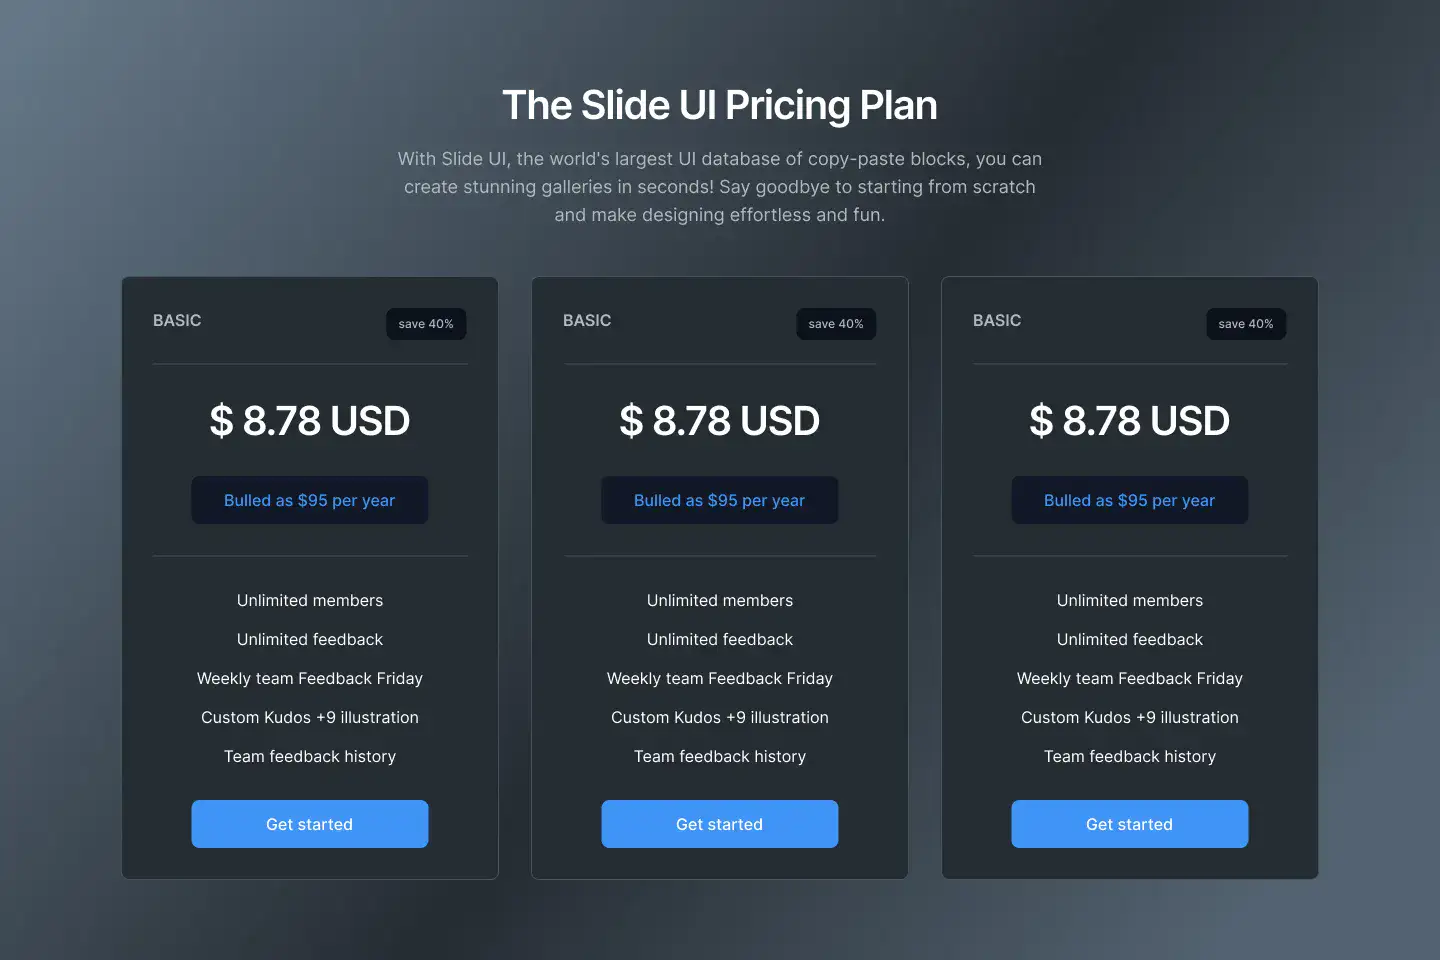 The Slide UI Pricing Plan
With Slide UI, the world's largest UI database of copy-paste blocks, you can
create stunning galleries in seconds! Say goodbye to starting from scratch
and make designing effortless and fun.
BASIC
save 40%
$ 8.78 USD
Bulled as $95 per year
Unlimited members
Unlimited feedback
Weekly team Feedback Friday
Custom Kudos +9 illustration
Team feedback history
Get started
BASIC
save 40%
$ 8.78 USD
Bulled as $95 per year
Unlimited members
Unlimited feedback
Weekly team Feedback Friday
Custom Kudos +9 illustration
Team feedback history
Get started
BASIC
save 40%
$ 8.78 USD
Bulled as $95 per year
Unlimited members
Unlimited feedback
Weekly team Feedback Friday
Custom Kudos +9 illustration
Team feedback history
Get started